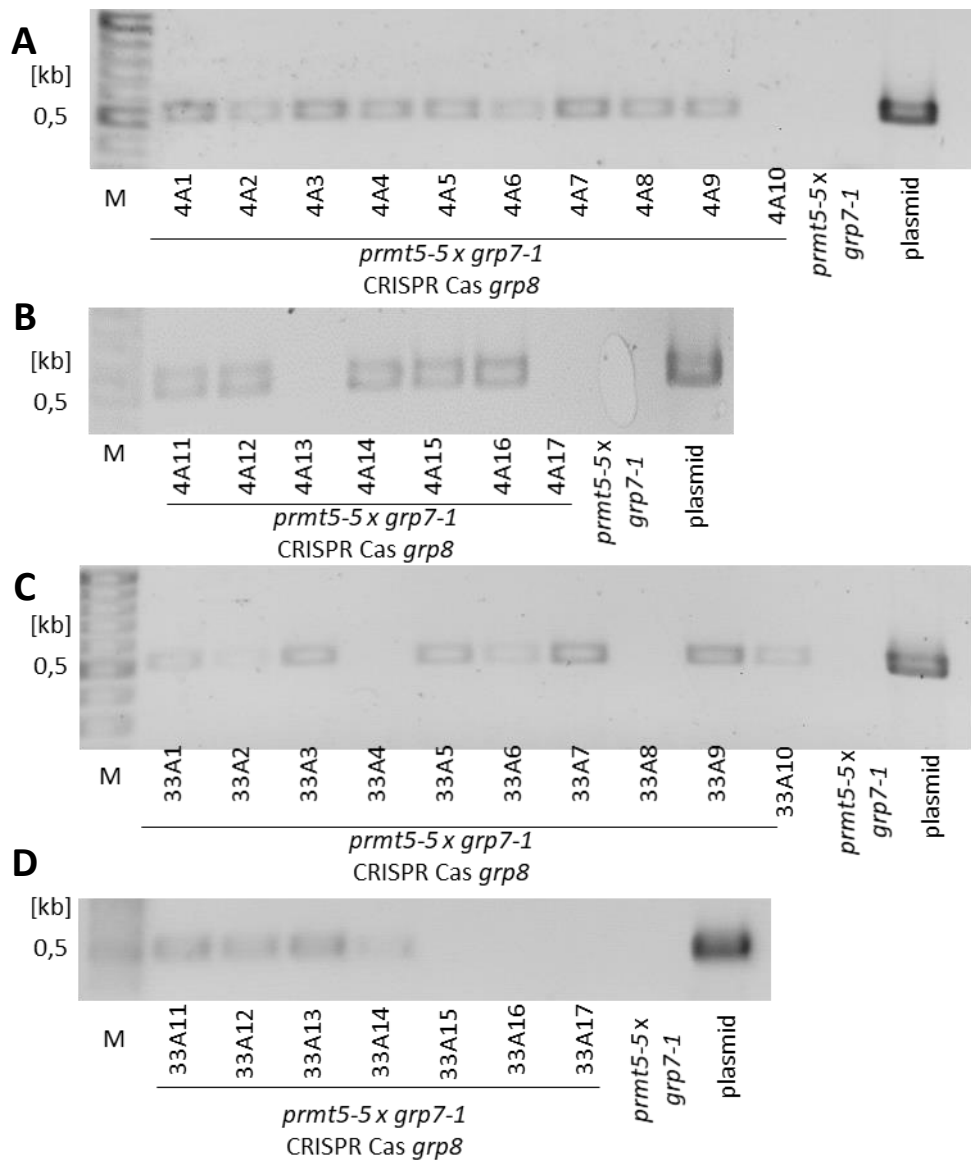 A
[kb]
0,5
M
4A1
4A2
4A3
4A4
4A5
4A6
4A7
4A8
4A9
4A10
prmt5-5 x
grp7-1
plasmid
prmt5-5 x grp7-1
CRISPR Cas grp8
B
[kb]
0,5
M
4A11
4A12
4A13
4A14
4A15
4A16
4A17
prmt5-5 x
grp7-1
plasmid
prmt5-5 x grp7-1
CRISPR Cas grp8
C
[kb]
0,5
M
33A1
33A2
33A3
33A4
33A5
33A6
33A7
33A8
33A9
33A10
prmt5-5 x
grp7-1
plasmid
prmt5-5 x grp7-1
CRISPR Cas grp8
D
[kb]
0,5
M
33A11
33A12
33A13
33A14
33A15
33A16
33A17
prmt5-5 x
grp7-1
plasmid
prmt5-5 x grp7-1
CRISPR Cas grp8